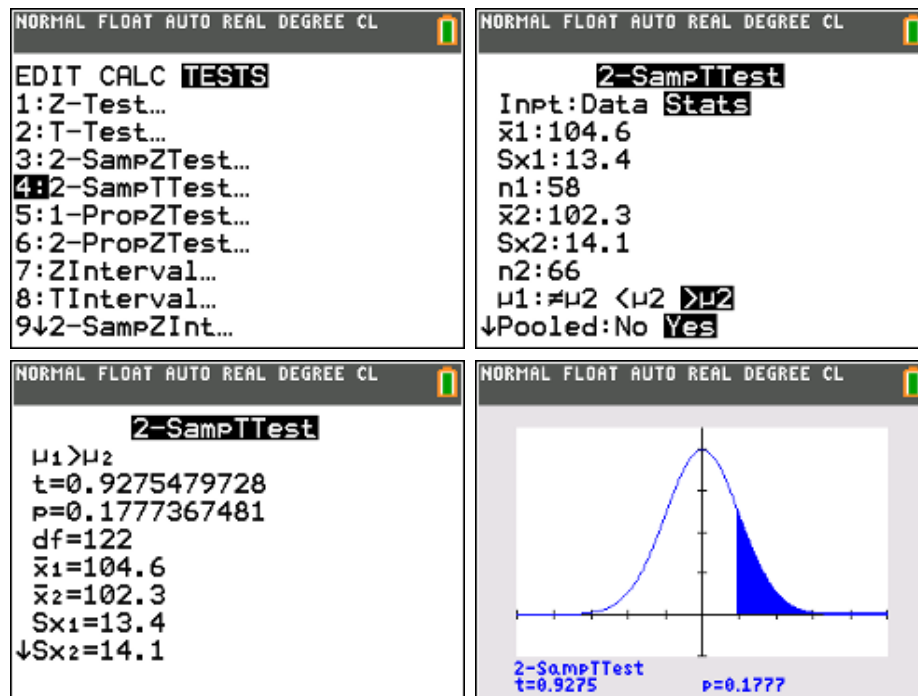 NORMAL FLOAT AUTO REAL DEGREE CL
EDIT CALC TESTS
1:Z-Test…
2:T-Test…
3:2-SampZTest…
4:2-SampTTest…
5:1-PropZTest…
6:2-PropZTest…
7:ZInterval…
8:TInterval…
9↓2-SampZInt…
NORMAL FLOAT AUTO REAL DEGREE CL
2-SampTTest
Inpt:Data Stats
x̄1:104.6
Sx1:13.4
n1:58
x̄2:102.3
Sx2:14.1
n2:66
μ1:≠μ2 <μ2 >μ2
↓Pooled:No Yes
NORMAL FLOAT AUTO REAL DEGREE CL
2-SampTTest
μ1>μ2
t=0.9275479728
p=0.1777367481
df=122
x̄1=104.6
x̄2=102.3
Sx1=13.4
↓Sx2=14.1
NORMAL FLOAT AUTO REAL DEGREE CL
2-SampTTest
t=0.9275 p=0.1777